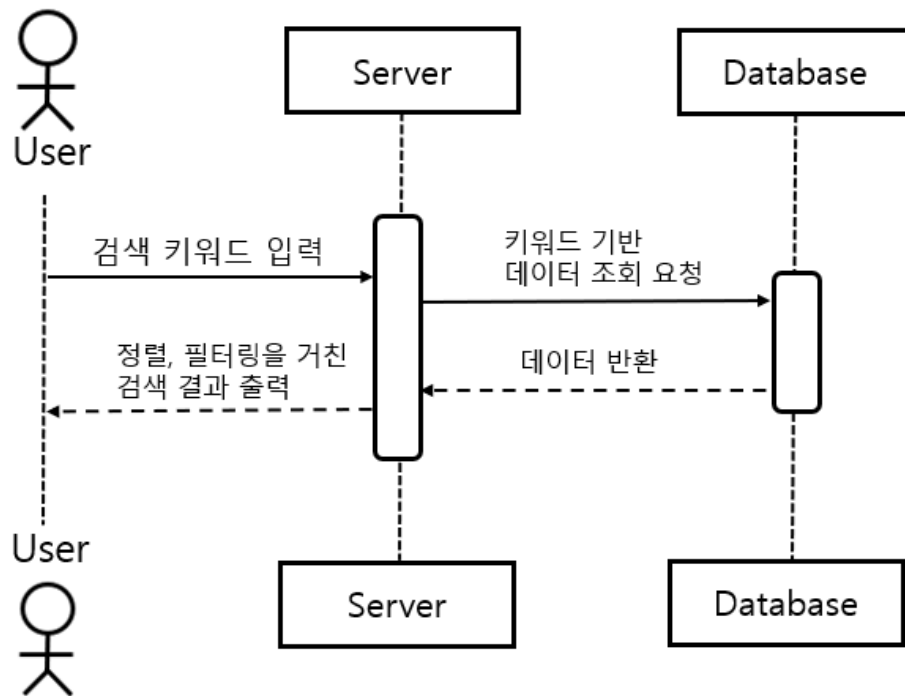 User
Server
Database
검색 키워드 입력
키워드 기반
데이터 조회 요청
정렬, 필터링을 거친
검색 결과 출력
데이터 반환
User
Server
Database